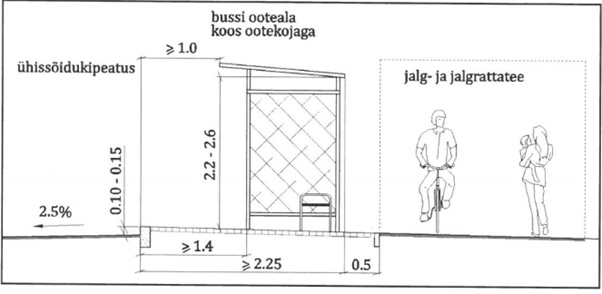 bussi ooteala
koos ootekojaga
⩾ 1.0
ühissõidukipeatus
jalg- ja jalgrattatee
2.2 - 2.6
0.10 - 0.15
2.5%
⩾ 1.4
⩾ 2.25
0.5